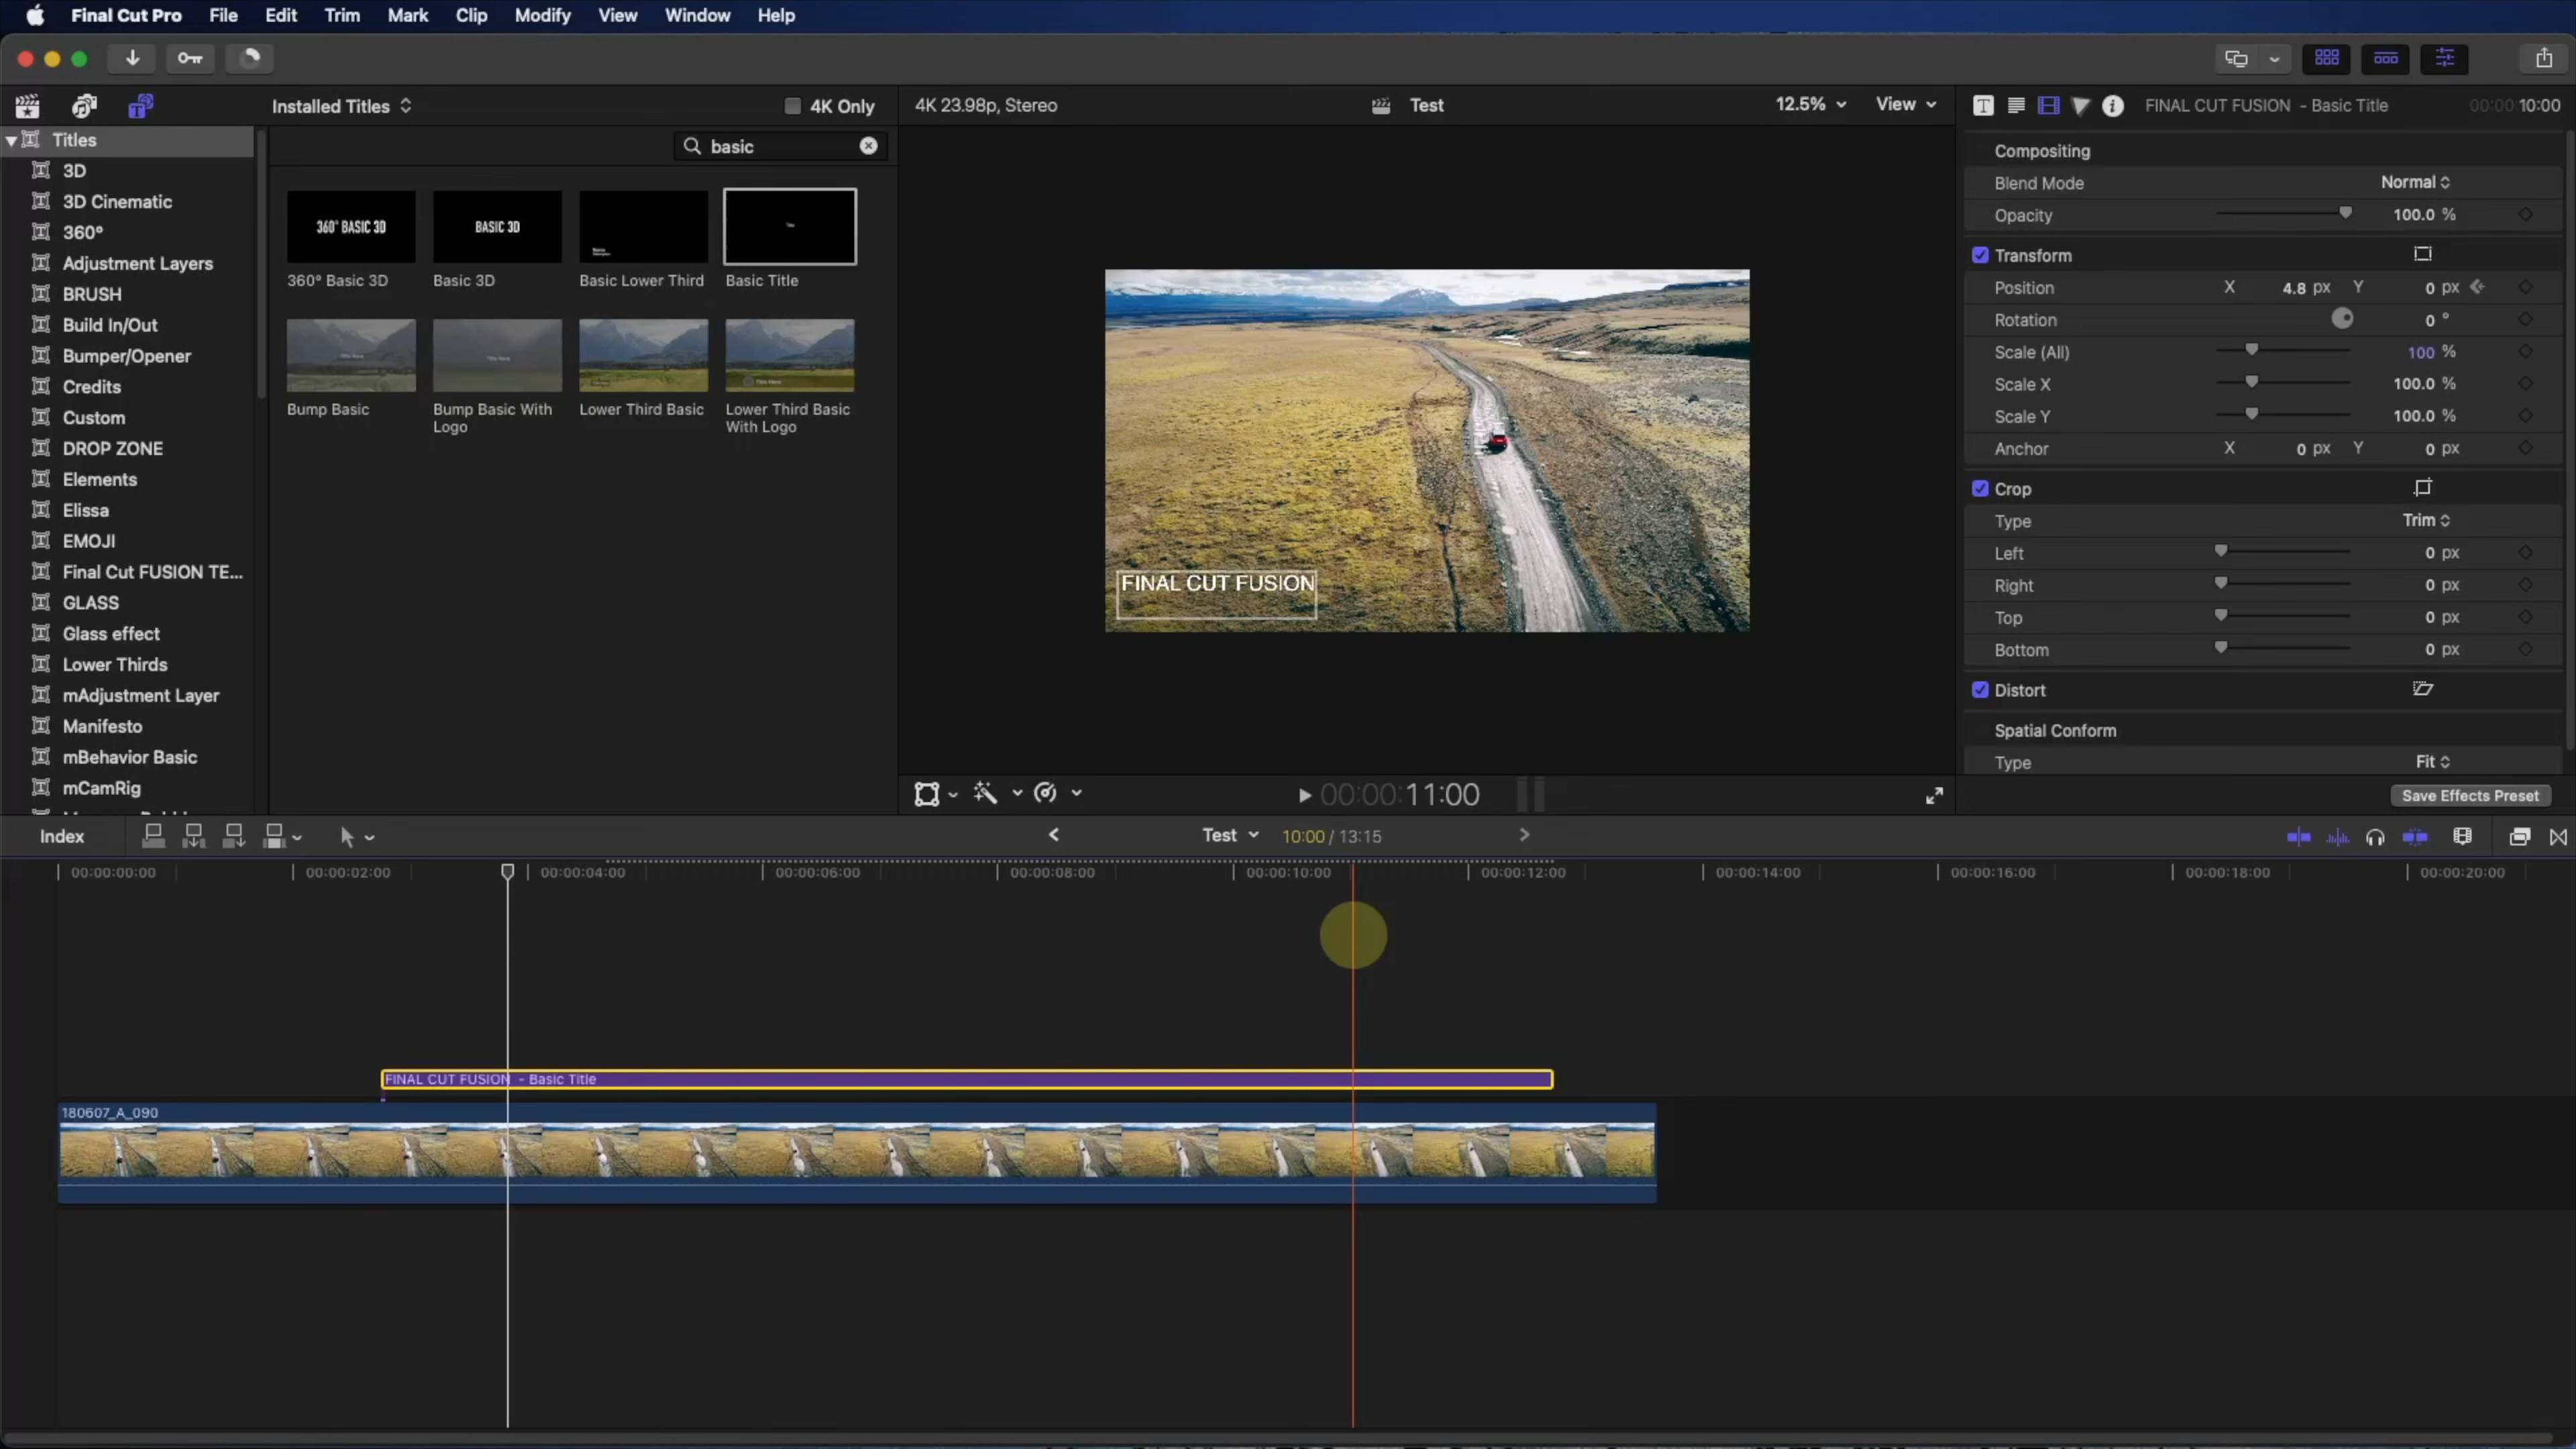 Final Cut Pro File Edit Trim Mark Clip Modify View Window Help
Installed Titles 4K Only
basic
Titles
3D
3D Cinematic
360°
Adjustment Layers
BRUSH
Build In/Out
Bumper/Opener
Credits
Custom
DROP ZONE
Elements
Elissa
EMOJI
Final Cut FUSION TE...
GLASS
Glass effect
Lower Thirds
mAdjustment Layer
Manifesto
mBehavior Basic
mCamRig
360° BASIC 3D
BASIC 3D
360° Basic 3D
Basic 3D
Basic Lower Third
Basic Title
Title Here
Bump Basic
Bump Basic With
Logo
Lower Third Basic
Lower Third Basic
With Logo
4K 23.98p, Stereo
Test
12.5%
View
FINAL CUT FUSION
00:00:11:00
FINAL CUT FUSION - Basic Title
00:00:10:00
Compositing
Blend Mode Normal
Opacity 100.0 %
Transform
Position X 4.8 px Y 0 px
Rotation 0 °
Scale (All) 100 %
Scale X 100.0 %
Scale Y 100.0 %
Anchor X 0 px Y 0 px
Crop
Type Trim
Left 0 px
Right 0 px
Top 0 px
Bottom 0 px
Distort
Spatial Conform
Type Fit
Save Effects Preset
Index
Test 10:00 / 13:15
00:00:00:00 00:00:02:00 00:00:04:00 00:00:06:00 00:00:08:00 00:00:10:00 00:00:12:00 00:00:14:00 00:00:16:00 00:00:18:00 00:00:20:00
FINAL CUT FUSION - Basic Title
180607_A_090